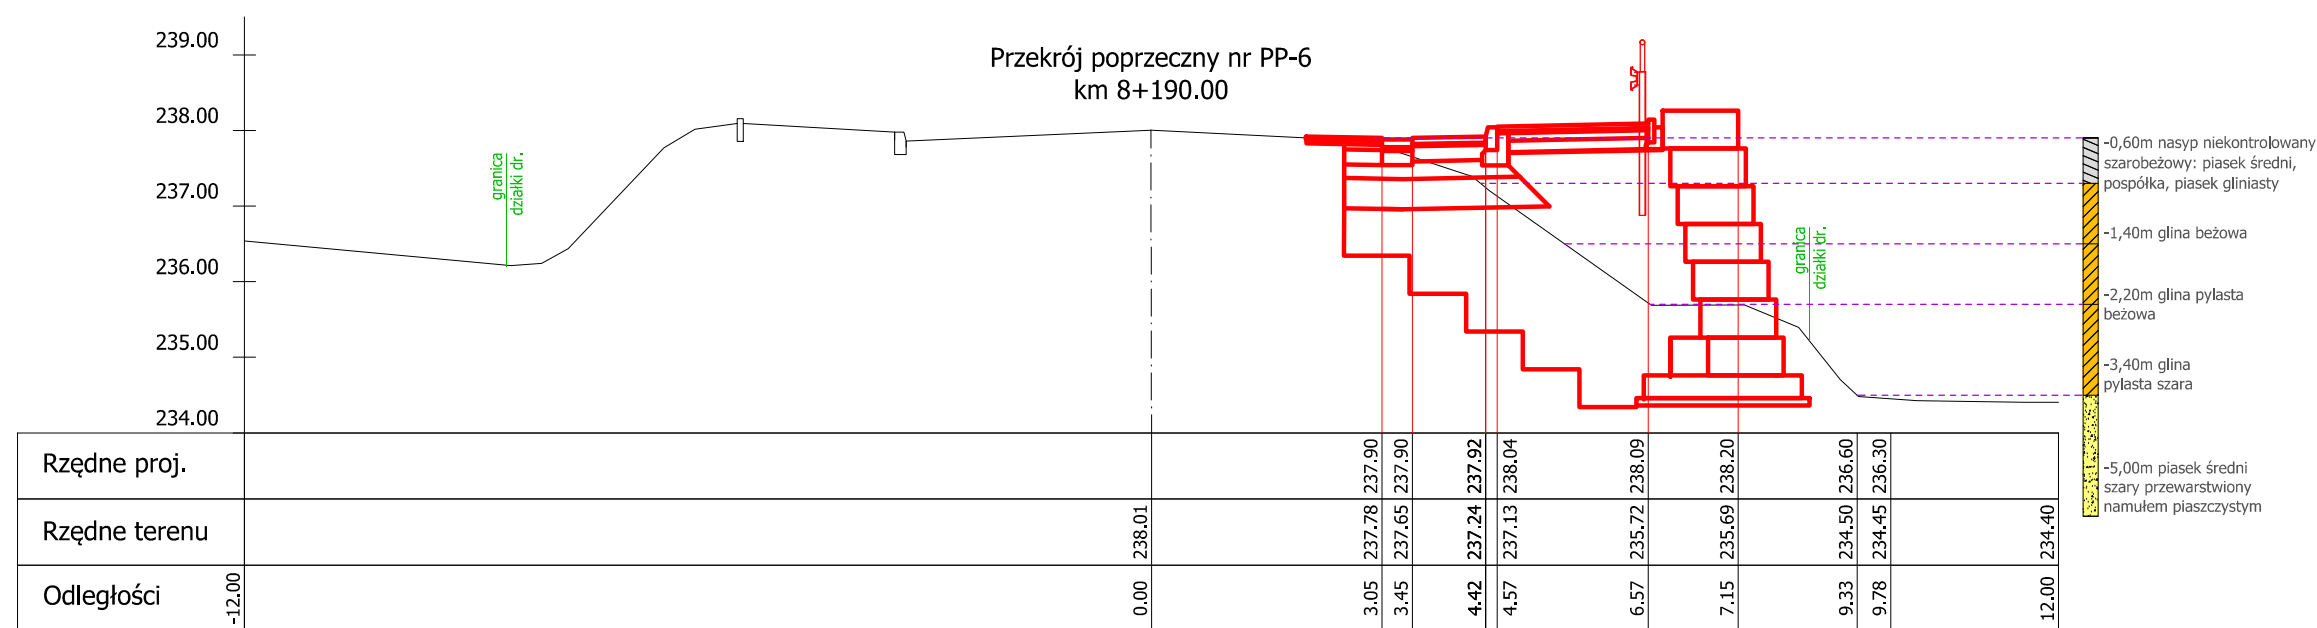 Przekrój poprzeczny nr PP-6
km 8+190.00
239.00
238.00
237.00
236.00
235.00
234.00
granica
działki dr.
granica
działki dr.
-0,60m nasyp niekontrolowany
szarobeżowy: piasek średni,
pospółka, piasek gliniasty
-1,40m glina beżowa
-2,20m glina pylasta
beżowa
-3,40m glina
pylasta szara
-5,00m piasek średni
szary przewarstwiony
namułem piaszczystym
Rzędne proj.
237.90
237.90
237.92
238.04
238.09
238.20
236.60
236.30
Rzędne terenu
238.01
237.78
237.65
237.24
237.13
235.72
235.69
234.50
234.45
234.40
Odległości
-12.00
0.00
3.05
3.45
4.42
4.57
6.57
7.15
9.33
9.78
12.00